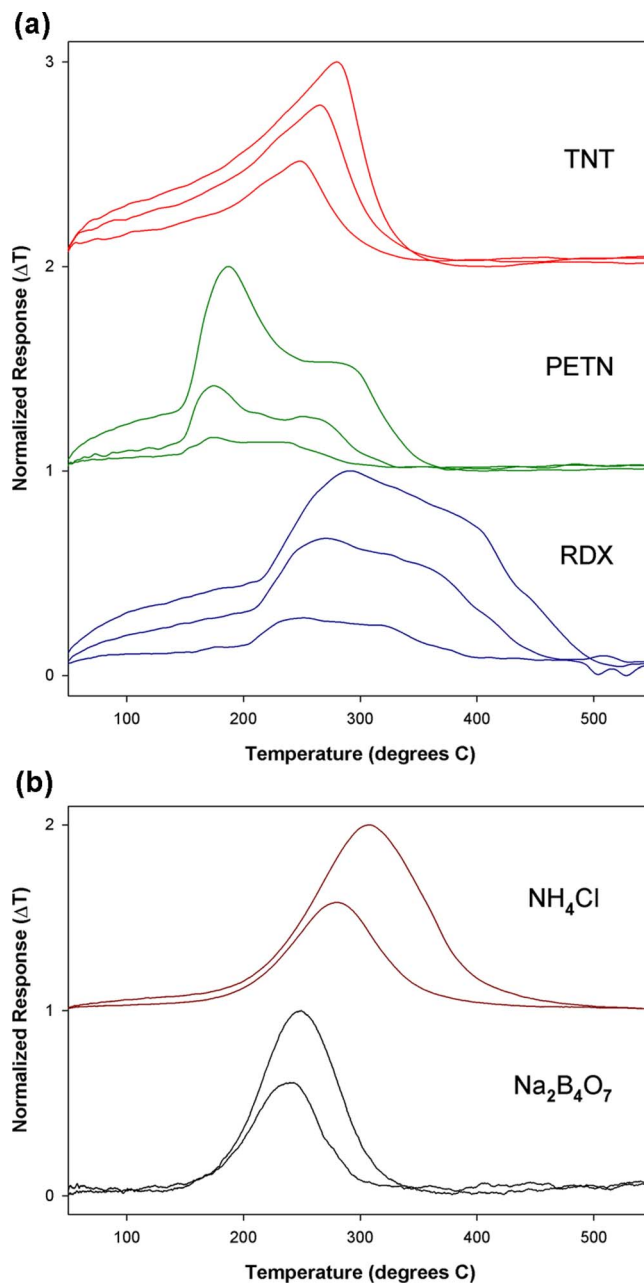 (a)
3
TNT
2
PETN
1
RDX
0
Normalized Response (ΔT)
100 200 300 400 500
Temperature (degrees C)
(b)
2
NH₄Cl
1
Na₂B₄O₇
0
Normalized Response (ΔT)
100 200 300 400 500
Temperature (degrees C)